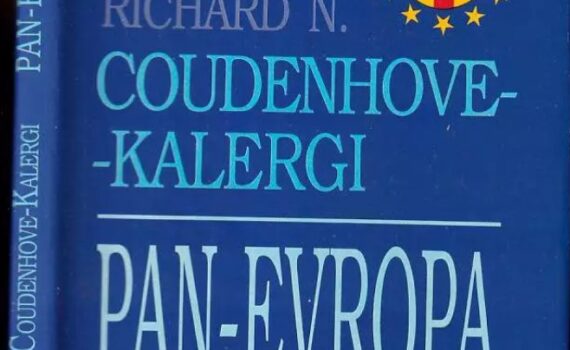 RICHARD N.
COUDENHOVE-
-KALERGI
PAN-EVROPA
COUDENHOVE-KALERGI